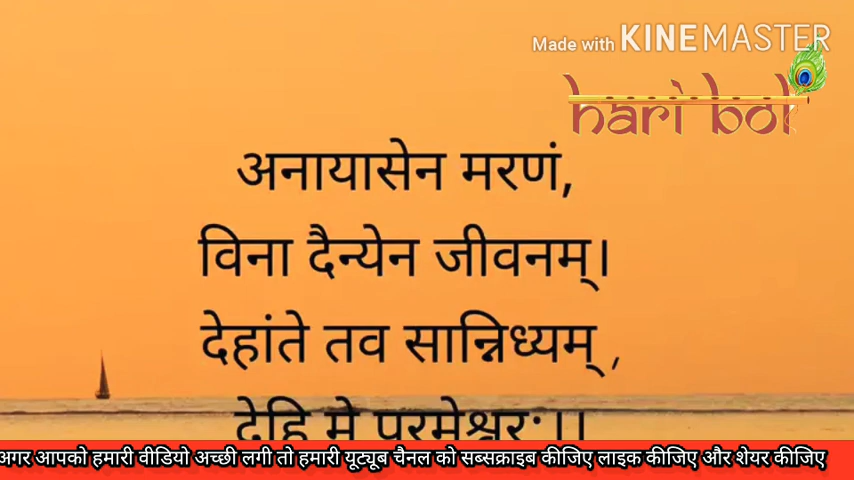 Made with KINEMASTER
hari bol
अनायासेन मरणं,
विना दैन्येन जीवनम्।
देहांते तव सान्निध्यम्,
देहि मे परमेश्वरः।।
अगर आपको हमारी वीडियो अच्छी लगी तो हमारी यूट्यूब चैनल को सब्सक्राइब कीजिए लाइक कीजिए और शेयर कीजिए